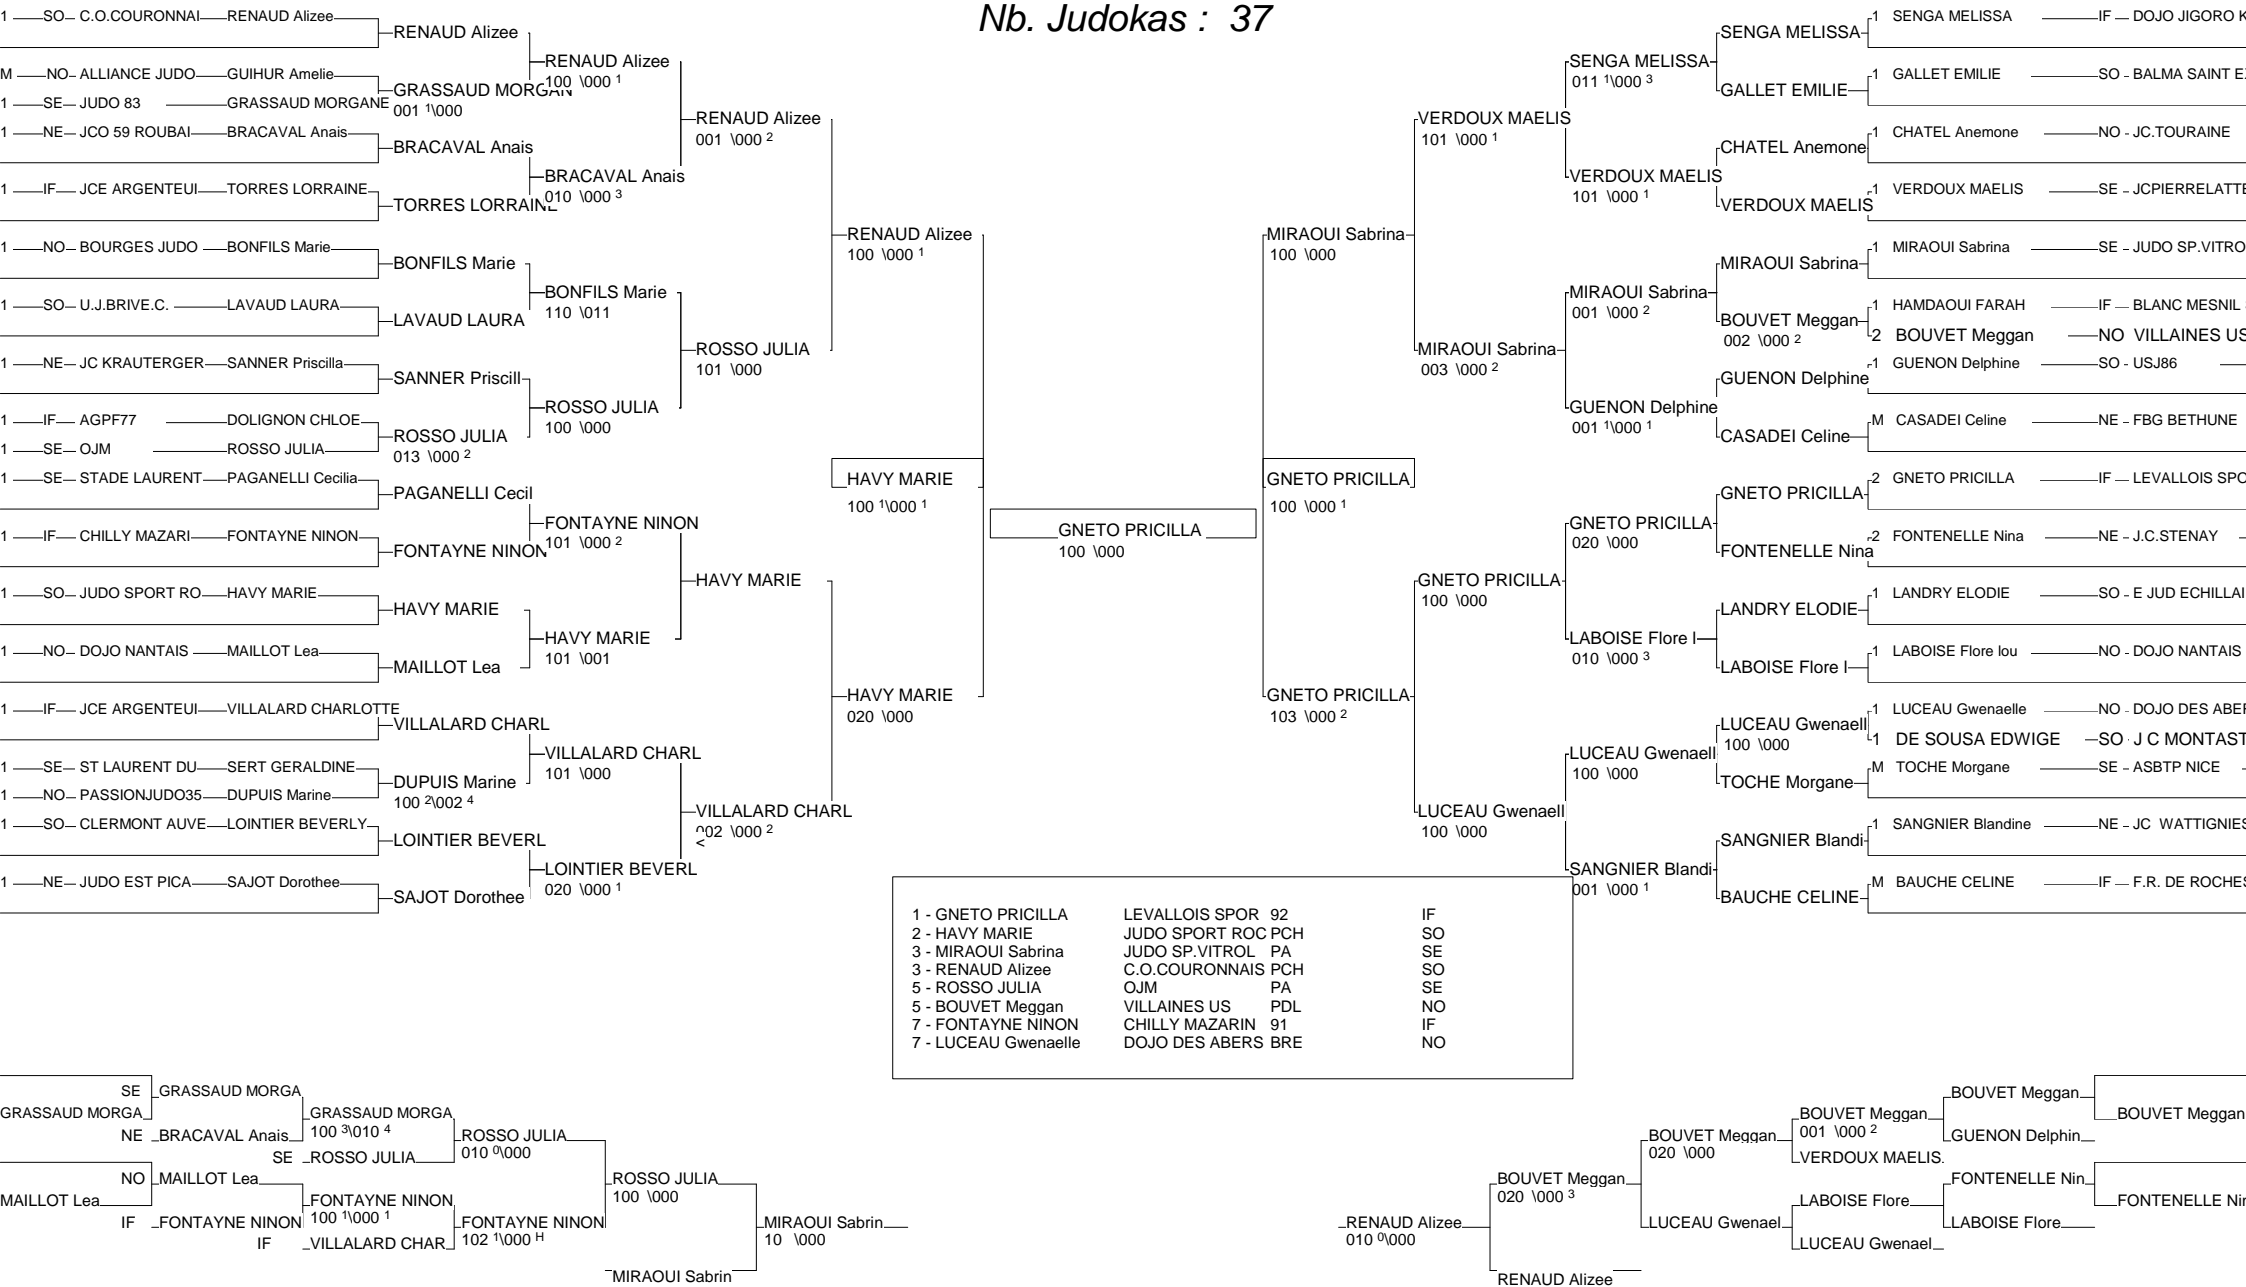 Nb. Judokas : 37
1 SO C.O.COURONNAI RENAUD Alizee
M NO ALLIANCE JUDO GUIHUR Amelie
1 SE JUDO 83 GRASSAUD MORGANE
1 NE JCO 59 ROUBAI BRACAVAL Anais
1 IF JCE ARGENTEUI TORRES LORRAINE
1 NO BOURGES JUDO BONFILS Marie
1 SO U.J.BRIVE.C. LAVAUD LAURA
1 NE JC KRAUTERGER SANNER Priscilla
1 IF AGPF77 DOLIGNON CHLOE
1 SE OJM ROSSO JULIA
1 SE STADE LAURENT PAGANELLI Cecilia
1 IF CHILLY MAZARI FONTAYNE NINON
1 SO JUDO SPORT RO HAVY MARIE
1 NO DOJO NANTAIS MAILLOT Lea
1 IF JCE ARGENTEUI VILLALARD CHARLOTTE
1 SE ST LAURENT DU SERT GERALDINE
1 NO PASSIONJUDO35 DUPUIS Marine
1 SO CLERMONT AUVE LOINTIER BEVERLY
1 NE JUDO EST PICA SAJOT Dorothee
RENAUD Alizee
GRASSAUD MORGAN
001 1\000
BRACAVAL Anais
TORRES LORRAINE
BONFILS Marie
LAVAUD LAURA
SANNER Priscill
ROSSO JULIA
013 \000 2
PAGANELLI Cecil
FONTAYNE NINON
HAVY MARIE
MAILLOT Lea
VILLALARD CHARL
DUPUIS Marine
100 2\002 4
LOINTIER BEVERL
SAJOT Dorothee
RENAUD Alizee
100 \000 1
BRACAVAL Anais
010 \000 3
BONFILS Marie
110 \011
ROSSO JULIA
100 \000
FONTAYNE NINON
101 \000 2
HAVY MARIE
101 \001
VILLALARD CHARL
101 \000
LOINTIER BEVERL
020 \000 1
RENAUD Alizee
001 \000 2
ROSSO JULIA
101 \000
HAVY MARIE
VILLALARD CHARL
002 \000 2
<
RENAUD Alizee
100 \000 1
HAVY MARIE
100 1\000 1
HAVY MARIE
020 \000
GNETO PRICILLA
100 \000
MIRAOUI Sabrina
100 \000
GNETO PRICILLA
100 \000 1
GNETO PRICILLA
103 \000 2
VERDOUX MAELIS
101 \000 1
MIRAOUI Sabrina
003 \000 2
GNETO PRICILLA
100 \000
LUCEAU Gwenaell
100 \000
SENGA MELISSA
011 1\000 3
VERDOUX MAELIS
101 \000 1
MIRAOUI Sabrina
001 \000 2
GUENON Delphine
001 1\000 1
GNETO PRICILLA
020 \000
LABOISE Flore l
010 \000 3
LUCEAU Gwenaell
100 \000
SANGNIER Blandi
001 \000 1
SENGA MELISSA
GALLET EMILIE
CHATEL Anemone
VERDOUX MAELIS
MIRAOUI Sabrina
BOUVET Meggan
002 \000 2
GUENON Delphine
CASADEI Celine
GNETO PRICILLA
FONTENELLE Nina
LANDRY ELODIE
LABOISE Flore l
LUCEAU Gwenaell
100 \000
TOCHE Morgane
SANGNIER Blandi
BAUCHE CELINE
1 SENGA MELISSA IF DOJO JIGORO K
1 GALLET EMILIE SO BALMA SAINT E
1 CHATEL Anemone NO JC.TOURAINE
1 VERDOUX MAELIS SE JCPIERRELATTE
1 MIRAOUI Sabrina SE JUDO SP.VITRO
1 HAMDAOUI FARAH IF BLANC MESNIL
2 BOUVET Meggan NO VILLAINES US
1 GUENON Delphine SO USJ86
M CASADEI Celine NE FBG BETHUNE
2 GNETO PRICILLA IF LEVALLOIS SPO
2 FONTENELLE Nina NE J.C.STENAY
1 LANDRY ELODIE SO E JUD ECHILLAI
1 LABOISE Flore lou NO DOJO NANTAIS
1 LUCEAU Gwenaelle NO DOJO DES ABER
1 DE SOUSA EDWIGE SO J C MONTAST
M TOCHE Morgane SE ASBTP NICE
1 SANGNIER Blandine NE JC WATTIGNIES
M BAUCHE CELINE IF F.R. DE ROCHES
1 - GNETO PRICILLA LEVALLOIS SPOR 92 IF
2 - HAVY MARIE JUDO SPORT ROC PCH SO
3 - MIRAOUI Sabrina JUDO SP.VITROL PA SE
3 - RENAUD Alizee C.O.COURONNAIS PCH SO
5 - ROSSO JULIA OJM PA SE
5 - BOUVET Meggan VILLAINES US PDL NO
7 - FONTAYNE NINON CHILLY MAZARIN 91 IF
7 - LUCEAU Gwenaelle DOJO DES ABERS BRE NO
GRASSAUD MORGA
MAILLOT Lea
SE GRASSAUD MORGA
NE BRACAVAL Anais
NO MAILLOT Lea
IF FONTAYNE NINON
GRASSAUD MORGA
100 3\010 4
SE ROSSO JULIA
FONTAYNE NINON
100 1\000 1
IF VILLALARD CHAR
ROSSO JULIA
010 0\000
FONTAYNE NINON
102 1\000 H
ROSSO JULIA
100 \000
MIRAOUI Sabrin
MIRAOUI Sabrin
10 \000
RENAUD Alizee
010 0\000
BOUVET Meggan
020 \000 3
RENAUD Alizee
BOUVET Meggan
020 \000
LUCEAU Gwenael
BOUVET Meggan
001 \000 2
VERDOUX MAELIS
LABOISE Flore
LUCEAU Gwenael
BOUVET Meggan
GUENON Delphin
FONTENELLE Nin
LABOISE Flore
BOUVET Meggan
FONTENELLE Nin